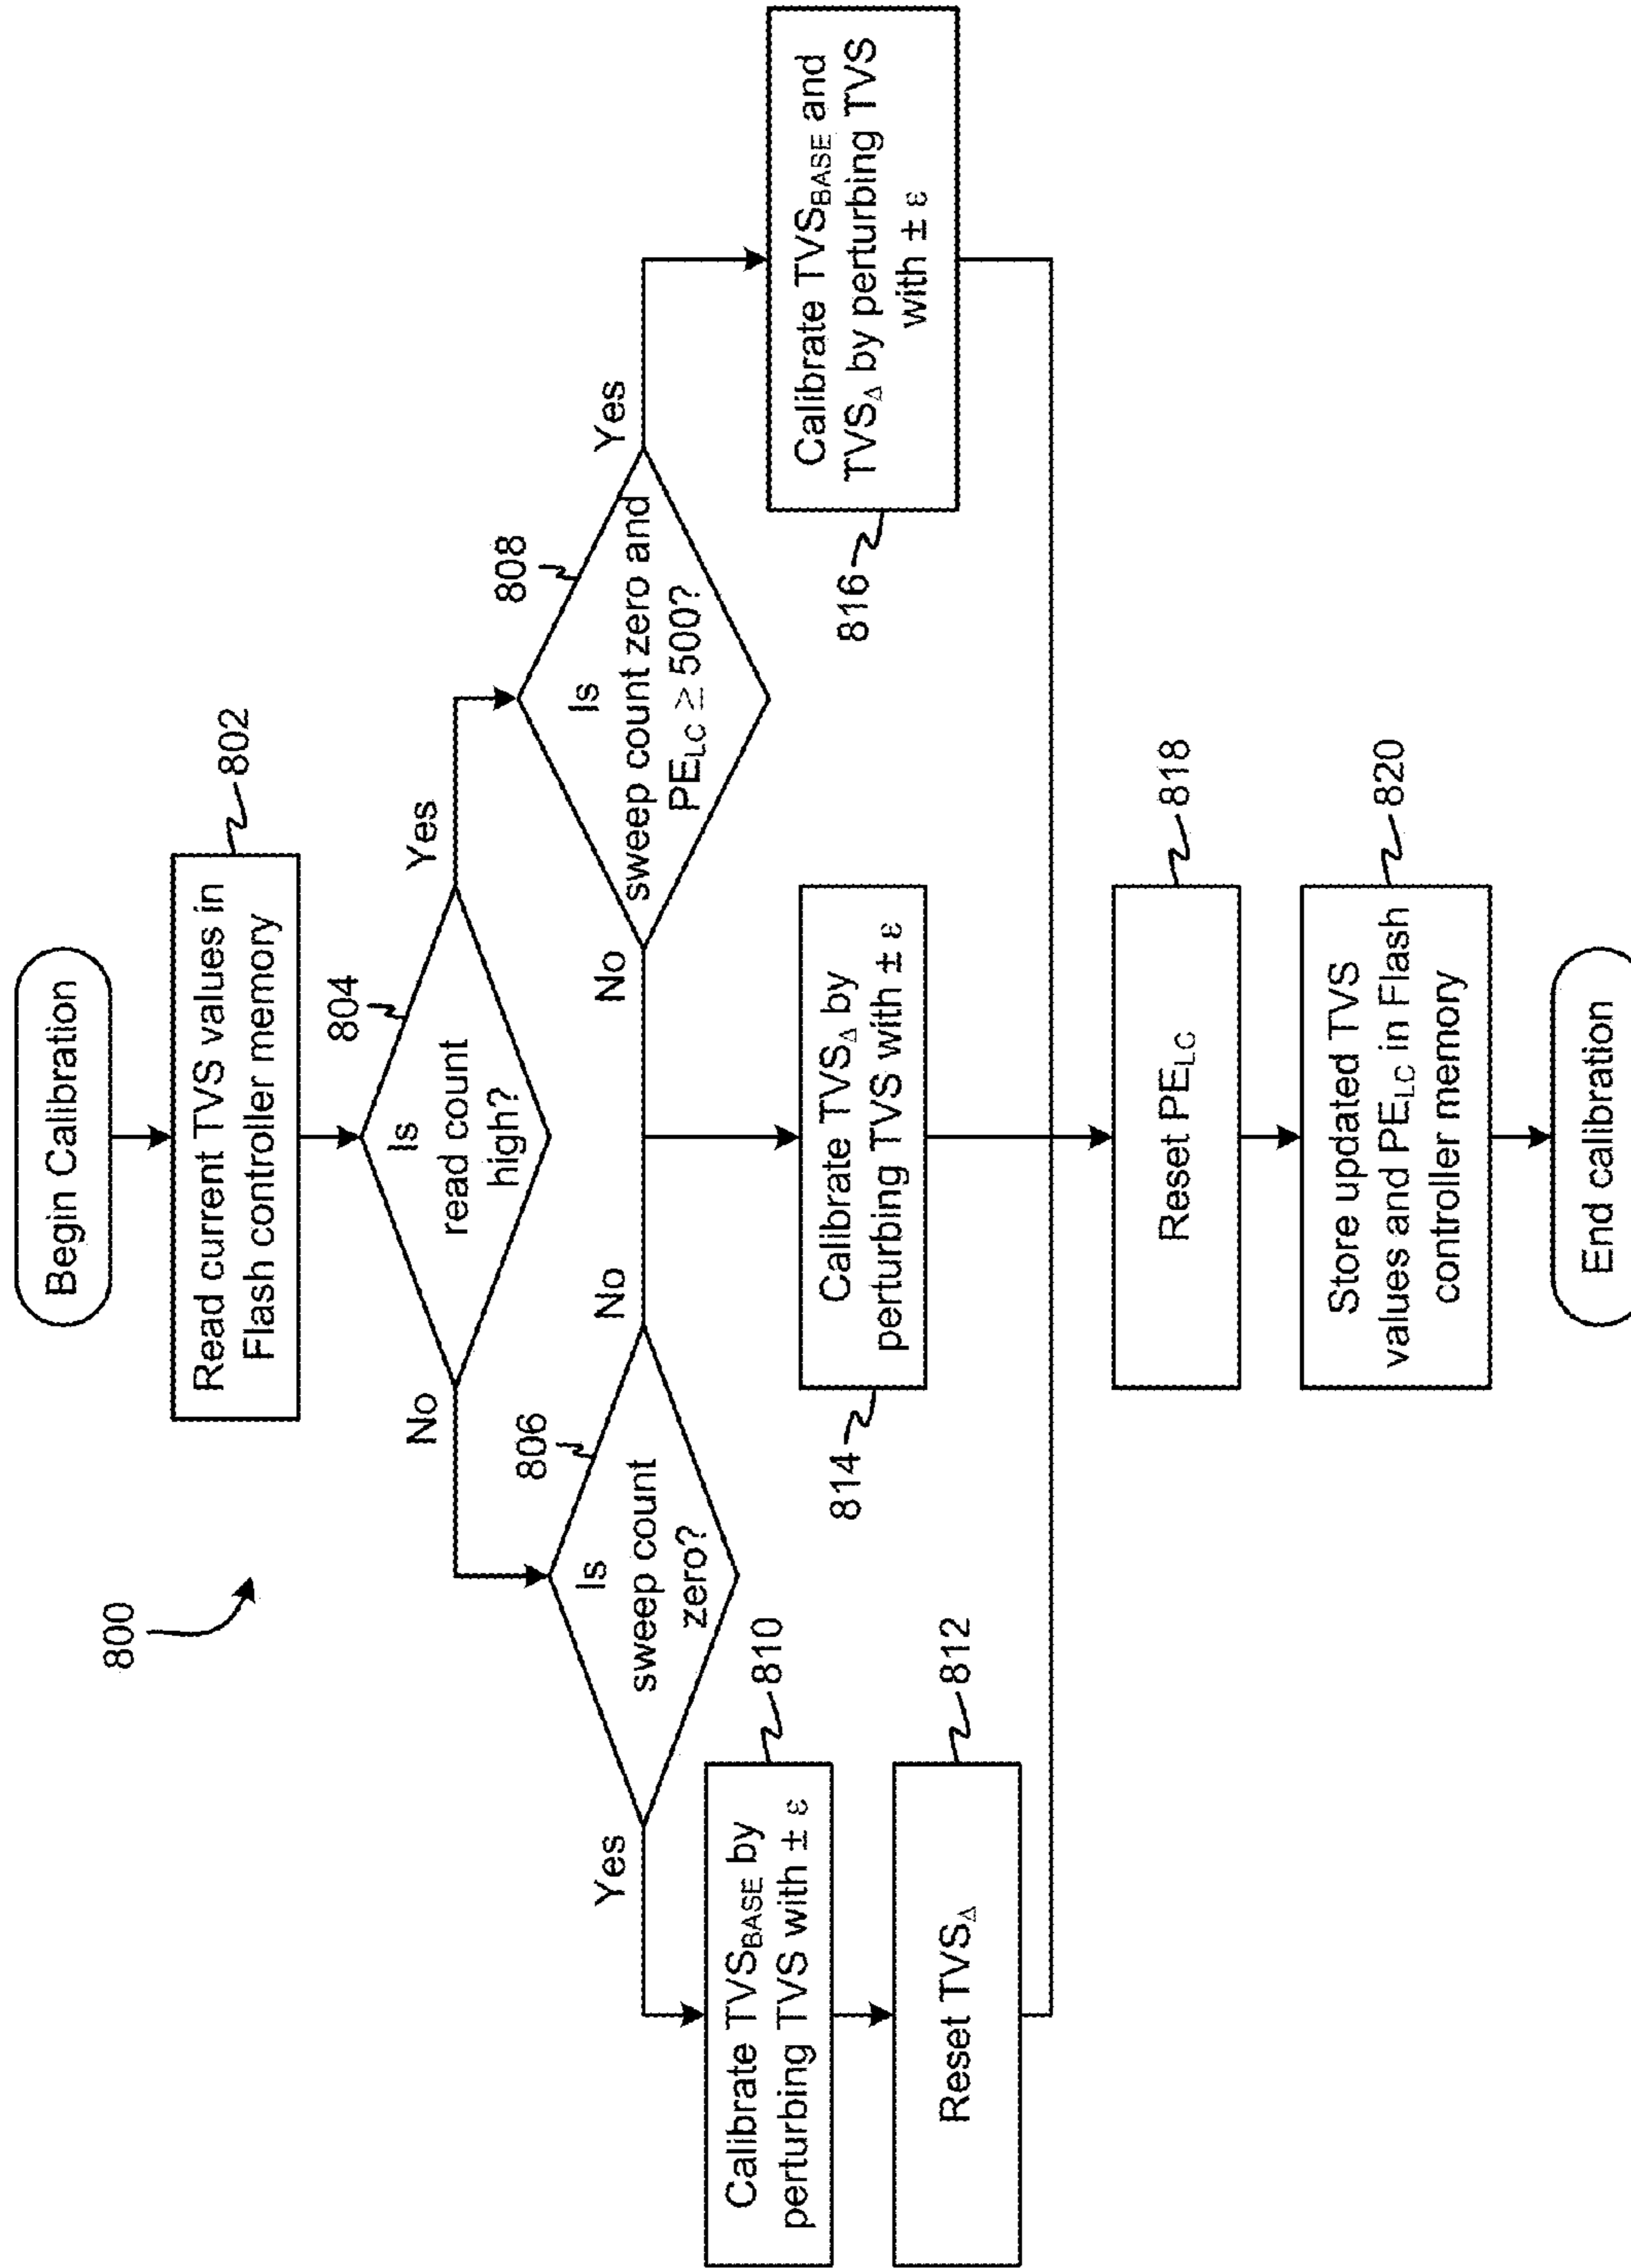 800
Begin Calibration
Read current TVS values in
Flash controller memory
802
804
Is
read count
high?
No
Yes
806
Is
sweep count
zero?
808
Is
sweep count zero and
PE_LC ≥ 500?
Yes
No
No
Yes
Calibrate TVS_BASE by
perturbing TVS with ± ε
810
Reset TVS_Δ
812
814
Calibrate TVS_Δ by
perturbing TVS with ± ε
816
Calibrate TVS_BASE and
TVS_Δ by perturbing TVS
with ± ε
Reset PE_LC
818
Store updated TVS
values and PE_LC in Flash
controller memory
820
End calibration